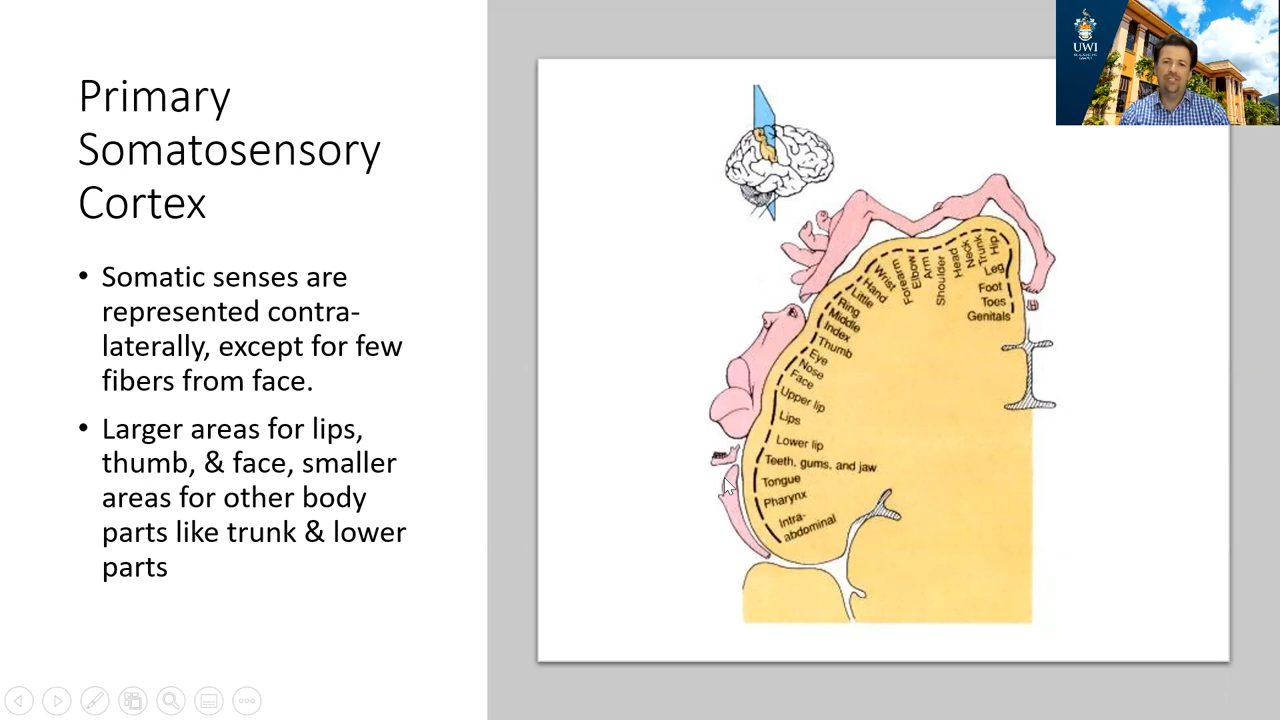 Primary
Somatosensory
Cortex
• Somatic senses are
represented contra-
laterally, except for few
fibers from face.
• Larger areas for lips,
thumb, & face, smaller
areas for other body
parts like trunk & lower
parts
UWI
Hip
Trunk
Neck
Head
Shoulder
Arm
Elbow
Forearm
Wrist
Hand
Little
Ring
Middle
Index
Thumb
Eye
Nose
Face
Upper lip
Lips
Lower lip
Teeth, gums, and jaw
Tongue
Pharynx
Intra-
abdominal
Leg
Foot
Toes
Genitals